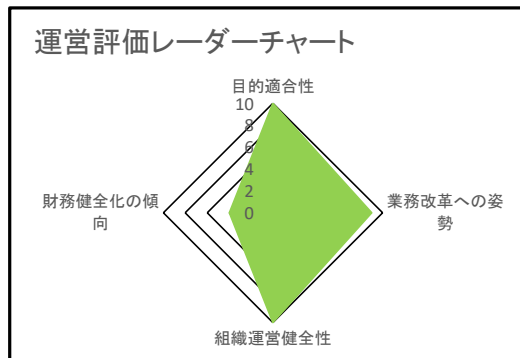 運営評価レーダーチャート
目的適合性
10
8
6
4
2
0
財務健全化の傾
向
業務改革への姿
勢
組織運営健全性